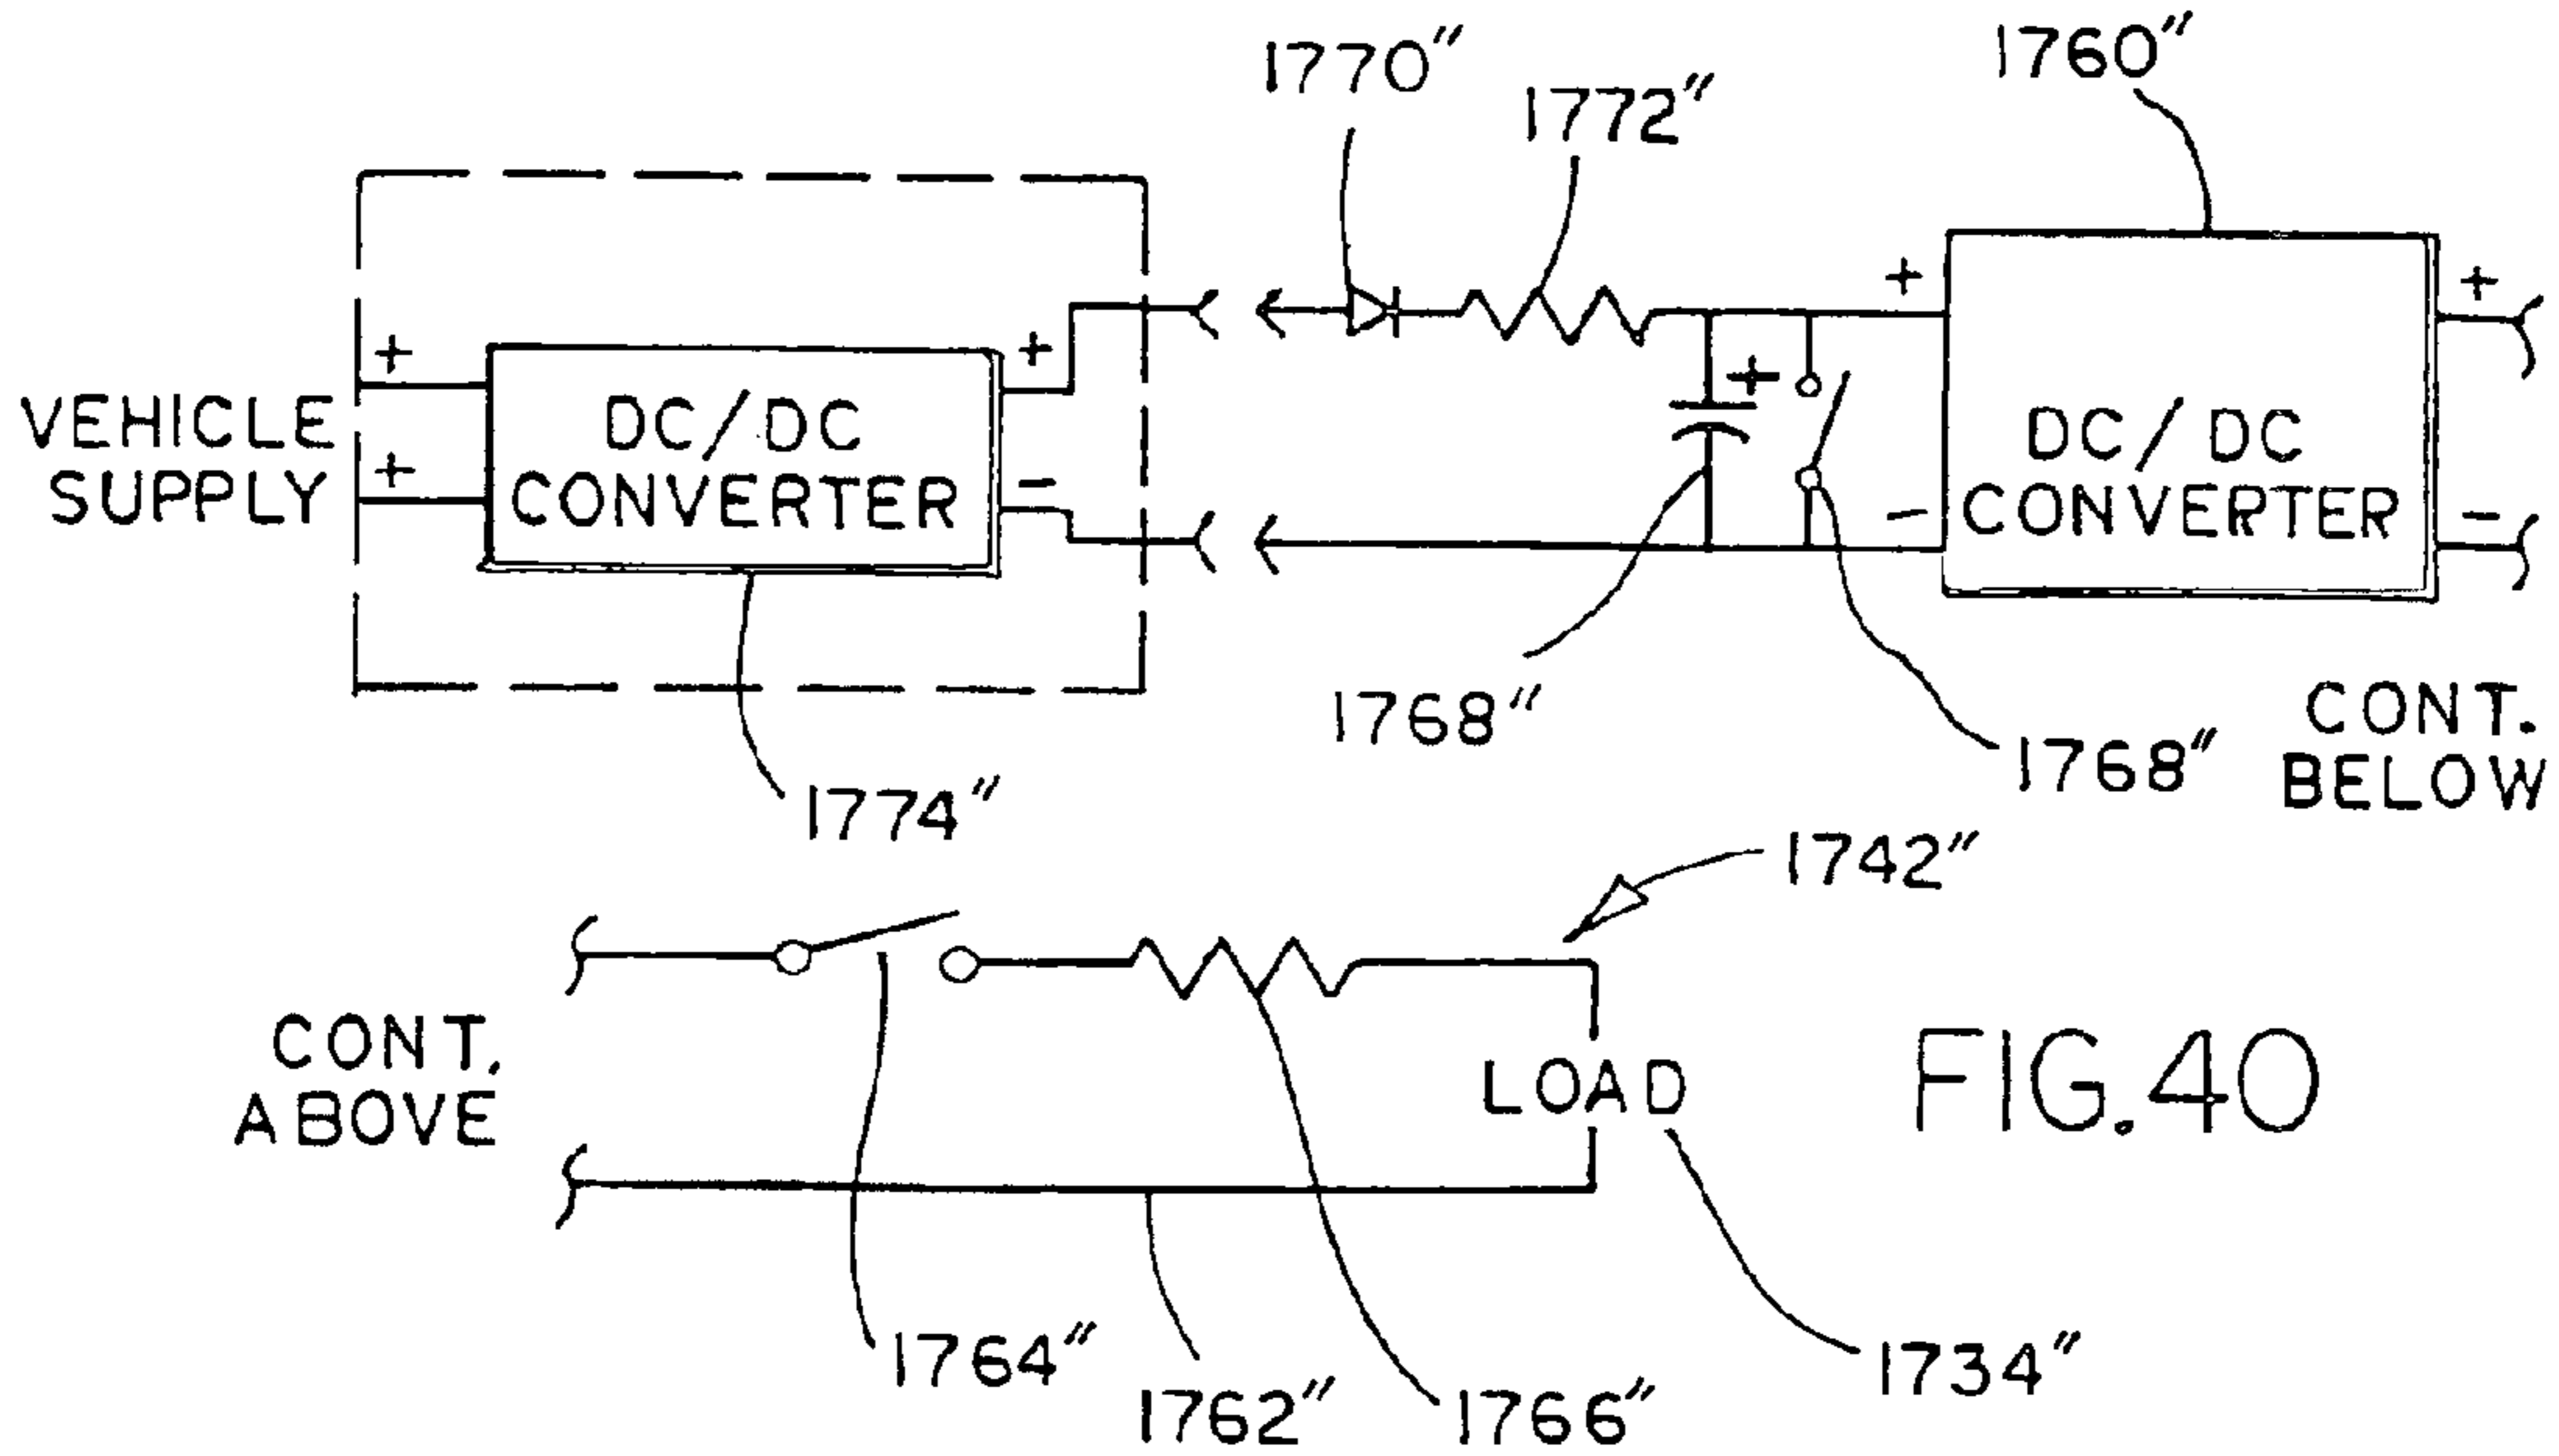 1770"
1760"
1772"
+
+
+
+
+
VEHICLE
SUPPLY
DC/DC
CONVERTER
+
-
+
DC/DC
CONVERTER
-
-
1768"
1768"
CONT.
BELOW
1774"
1742"
CONT.
ABOVE
LOAD
FIG.40
1764"
1762"
1766"
1734"